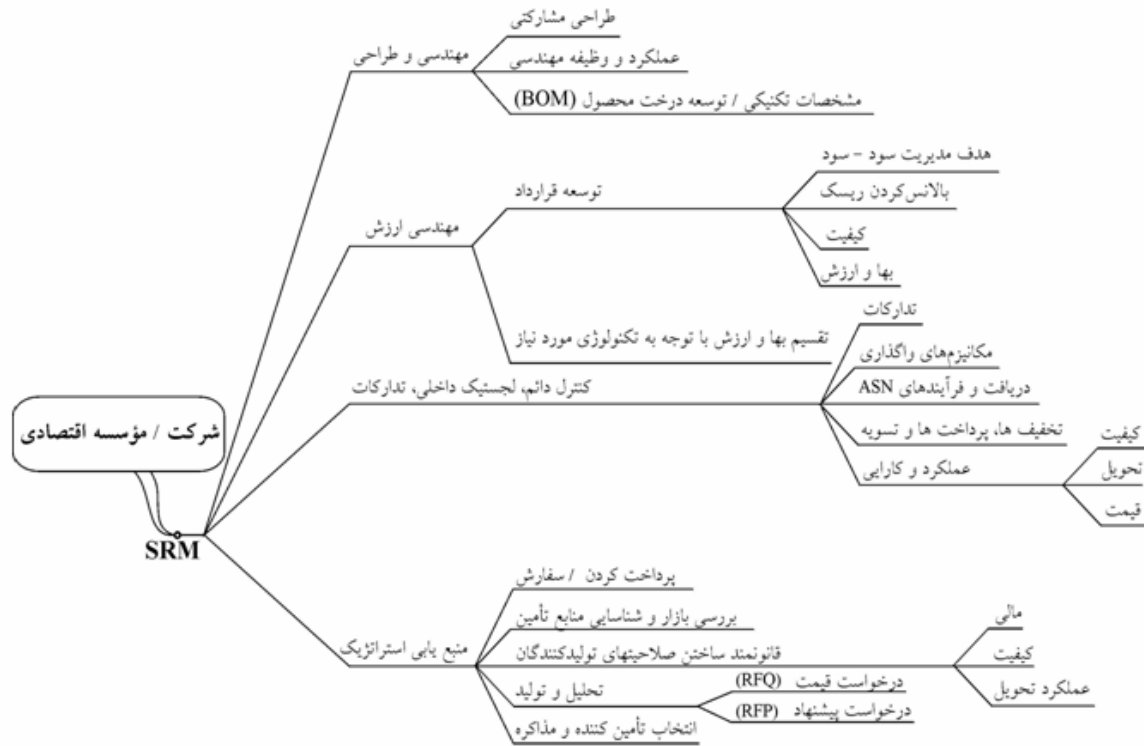 طراحی مشارکتی
مهندسی و طراحی
عملکرد و وظیفه مهندسی
مشخصات تکنیکی / توسعه درخت محصول (BOM)
هدف مدیریت سود – سود
توسعه قرارداد
بالانس‌کردن ریسک
مهندسی ارزش
کیفیت
بها و ارزش
تدارکات
تقسیم بها و ارزش با توجه به تکنولوژی مورد نیاز
مکانیزم‌های واگذاری
کنترل دائم، لجستیک داخلی، تدارکات
دریافت و فرآیندهای ASN
شرکت / مؤسسه اقتصادی
تخفیف ها، پرداخت ها و تسویه
کیفیت
عملکرد و کارایی
تحویل
قیمت
SRM
پرداخت کردن / سفارش
بررسی بازار و شناسایی منابع تأمین
مالی
منبع یابی استراتژیک
قانونمند ساختن صلاحیتهای تولیدکنندگان
کیفیت
تحلیل و تولید
درخواست قیمت (RFQ)
عملکرد تحویل
درخواست پیشنهاد (RFP)
انتخاب تأمین کننده و مذاکره